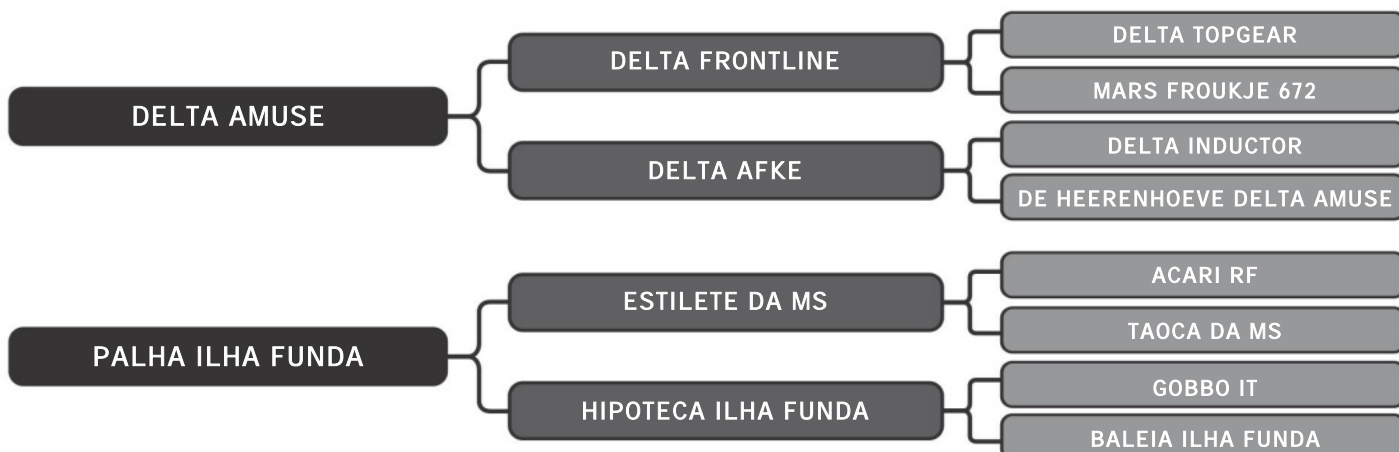 DELTA AMUSE
DELTA FRONTLINE
DELTA TOPGEAR
MARS FROUKJE 672
DELTA AFKE
DELTA INDUCTOR
DE HEERENHOEVE DELTA AMUSE
PALHA ILHA FUNDA
ESTILETE DA MS
ACARI RF
TAOCA DA MS
HIPOTECA ILHA FUNDA
GOBBO IT
BALEIA ILHA FUNDA